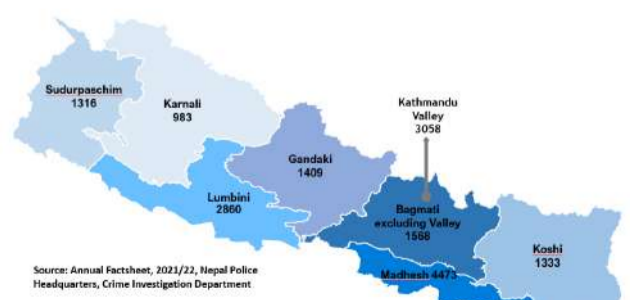 Sudurpaschim
1316
Karnali
983
Kathmandu
Valley
3058
Gandaki
1409
Lumbini
2860
Bagmati
excluding Valley
1568
Koshi
1333
Madhesh 4473
Source: Annual Factsheet, 2021/22, Nepal Police
Headquarters, Crime Investigation Department